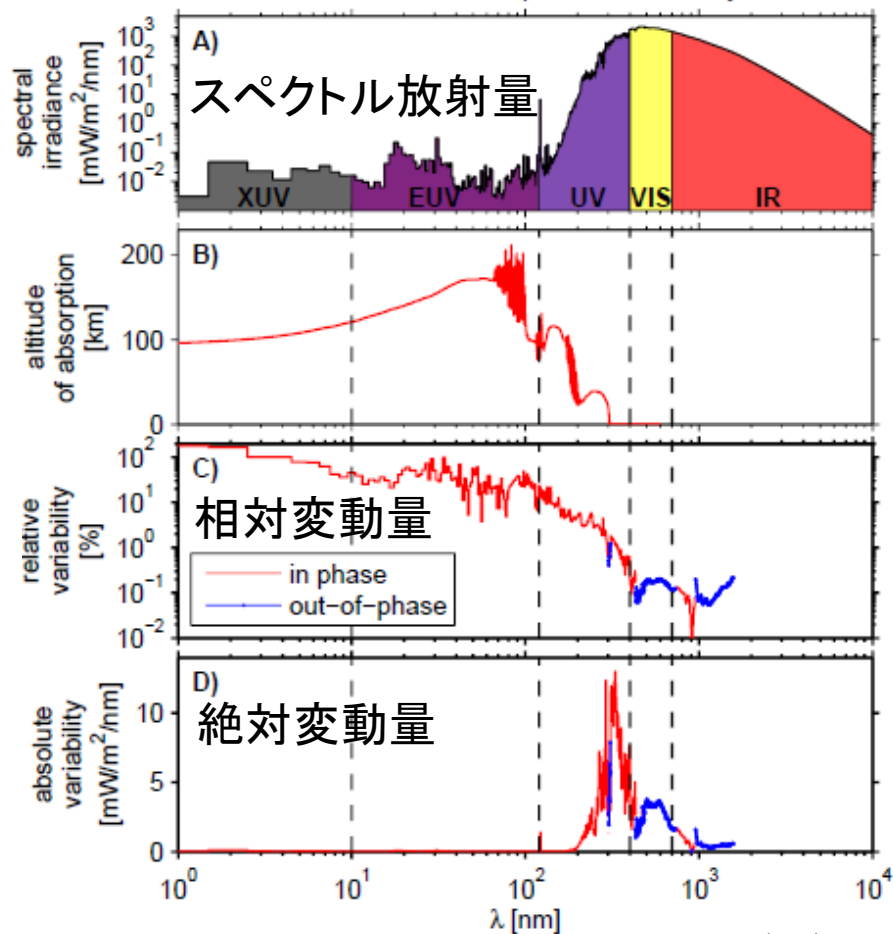 A)
スペクトル放射量
spectral
irradiance
[mW/m²/nm]
10³
10²
10¹
10⁰
10⁻¹
10⁻²
XUV
EUV
UV
VIS
IR
B)
altitude
of absorption
[km]
200
100
0
C)
相対変動量
relative
variability
[%]
10²
10¹
10⁰
10⁻¹
10⁻²
in phase
out-of-phase
D)
絶対変動量
absolute
variability
[mW/m²/nm]
10
5
0
10⁰
10¹
10²
10³
10⁴
λ [nm]